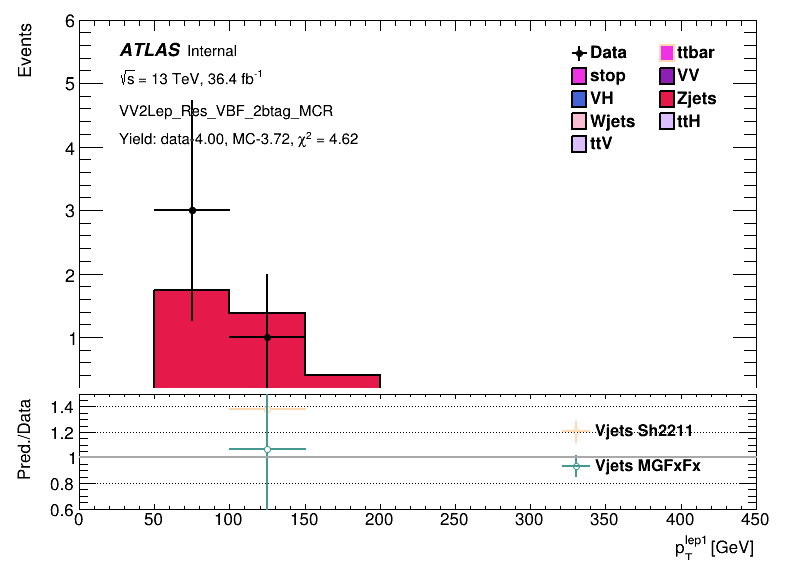 Events
6
5
4
3
2
1
ATLAS Internal
√s = 13 TeV, 36.4 fb⁻¹
VV2Lep_Res_VBF_2btag_MCR
Yield: data-4.00, MC-3.72, χ² = 4.62
Data
ttbar
stop
VV
VH
Zjets
Wjets
ttH
ttV
Pred./Data
1.4
1.2
1
0.8
0.6
Vjets Sh2211
Vjets MGFxFx
0 50 100 150 200 250 300 350 400 450
p_T^lep1 [GeV]